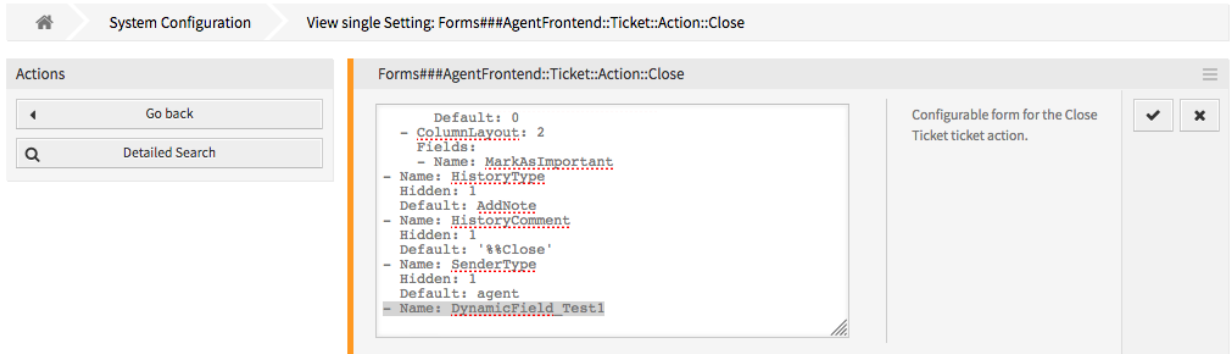 System Configuration
View single Setting: Forms###AgentFrontend::Ticket::Action::Close
Actions
Go back
Detailed Search
Forms###AgentFrontend::Ticket::Action::Close
Default: 0
- ColumnLayout: 2
Fields:
- Name: MarkAsImportant
- Name: HistoryType
Hidden: 1
Default: AddNote
- Name: HistoryComment
Hidden: 1
Default: '%%Close'
- Name: SenderType
Hidden: 1
Default: agent
- Name: DynamicField_Test1
Configurable form for the Close
Ticket ticket action.